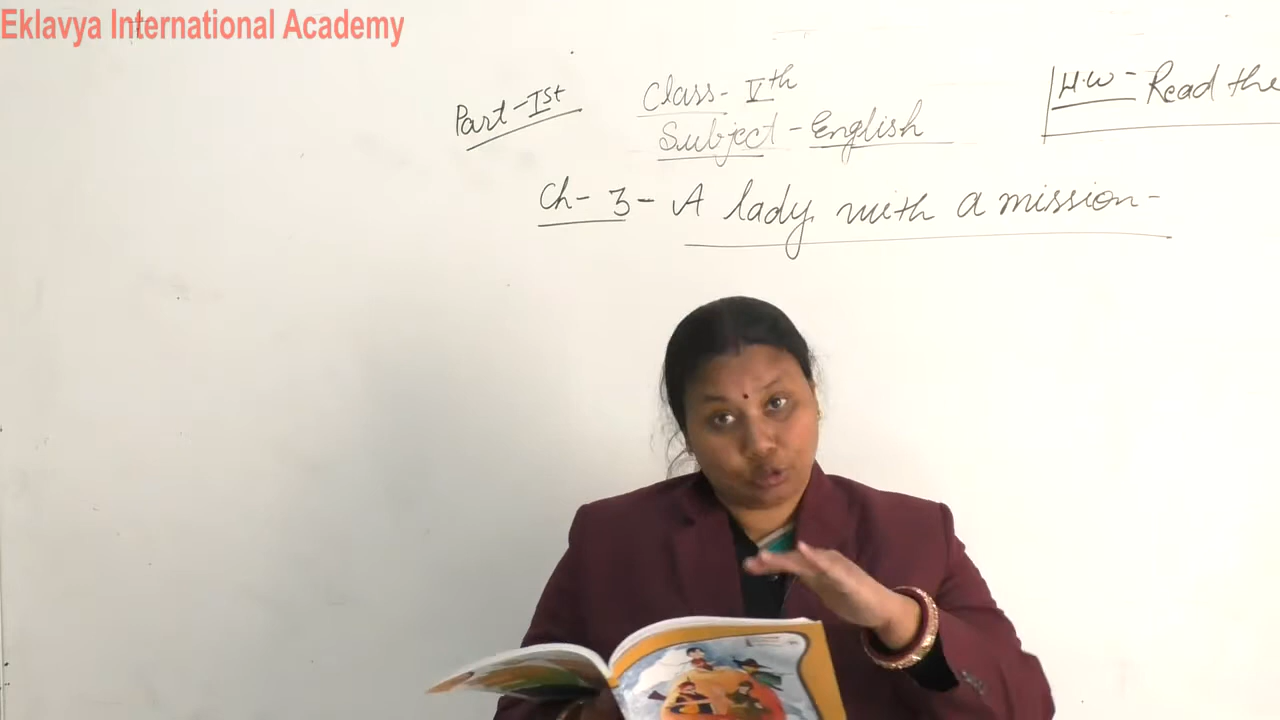 Eklavya International Academy
Part-Ist
Class- Vth
Subject - English
H.W - Read the
Ch- 3 - A lady with a mission-